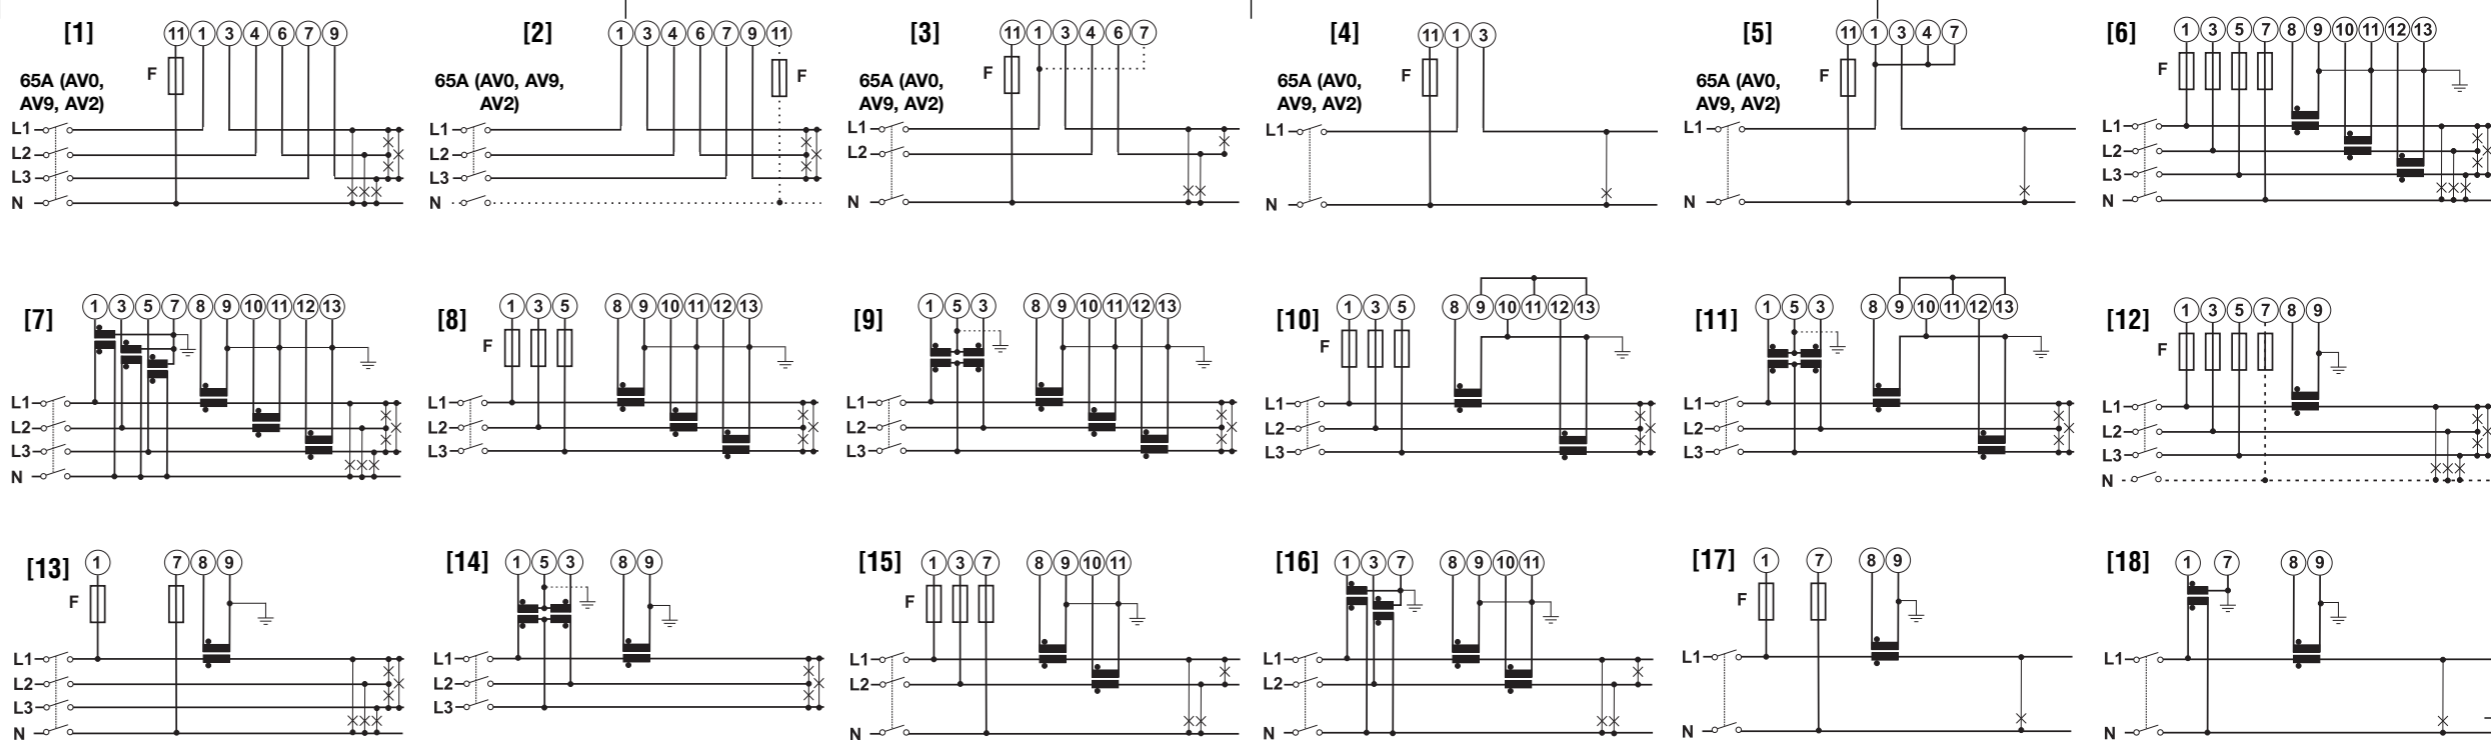 [1] 11 1 3 4 6 7 9
F
65A (AV0,
AV9, AV2)
L1
L2
L3
N
[2] 1 3 4 6 7 9 11
F
65A (AV0, AV9,
AV2)
L1
L2
L3
N
[3] 11 1 3 4 6 7
F
65A (AV0,
AV9, AV2)
L1
L2
N
[4] 11 1 3
F
65A (AV0,
AV9, AV2)
L1
N
[5] 11 1 3 4 7
F
65A (AV0,
AV9, AV2)
L1
N
[6] 1 3 5 7 8 9 10 11 12 13
F
L1
L2
L3
N
[7] 1 3 5 7 8 9 10 11 12 13
L1
L2
L3
N
[8] 1 3 5 8 9 10 11 12 13
F
L1
L2
L3
[9] 1 5 3 8 9 10 11 12 13
L1
L2
L3
[10] 1 3 5 8 9 10 11 12 13
F
L1
L2
L3
[11] 1 5 3 8 9 10 11 12 13
L1
L2
L3
[12] 1 3 5 7 8 9
F
L1
L2
L3
N
[13] 1 7 8 9
F
L1
L2
L3
N
[14] 1 5 3 8 9
L1
L2
L3
[15] 1 3 7 8 9 10 11
F
L1
L2
N
[16] 1 3 7 8 9 10 11
L1
L2
N
[17] 1 7 8 9
F
L1
N
[18] 1 7 8 9
L1
N